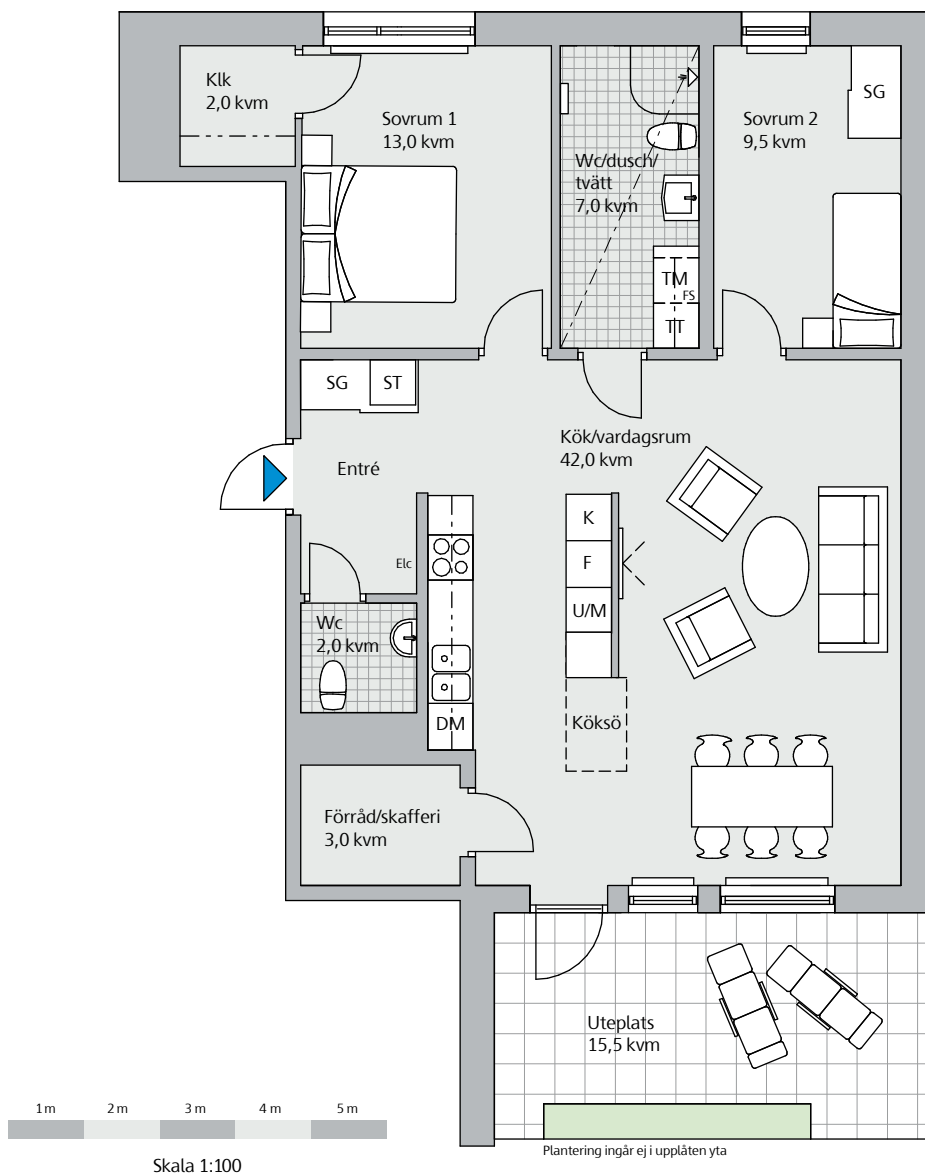 Klk
2,0 kvm
Sovrum 1
13,0 kvm
Wc/dusch/
tvätt
7,0 kvm
TM
FS
TT
Sovrum 2
9,5 kvm
SG
SG
ST
Entré
Kök/vardagsrum
42,0 kvm
K
F
U/M
Köksö
Elc
Wc
2,0 kvm
DM
Förråd/skafferi
3,0 kvm
Uteplats
15,5 kvm
Plantering ingår ej i upplåten yta
1 m
2 m
3 m
4 m
5 m
Skala 1:100